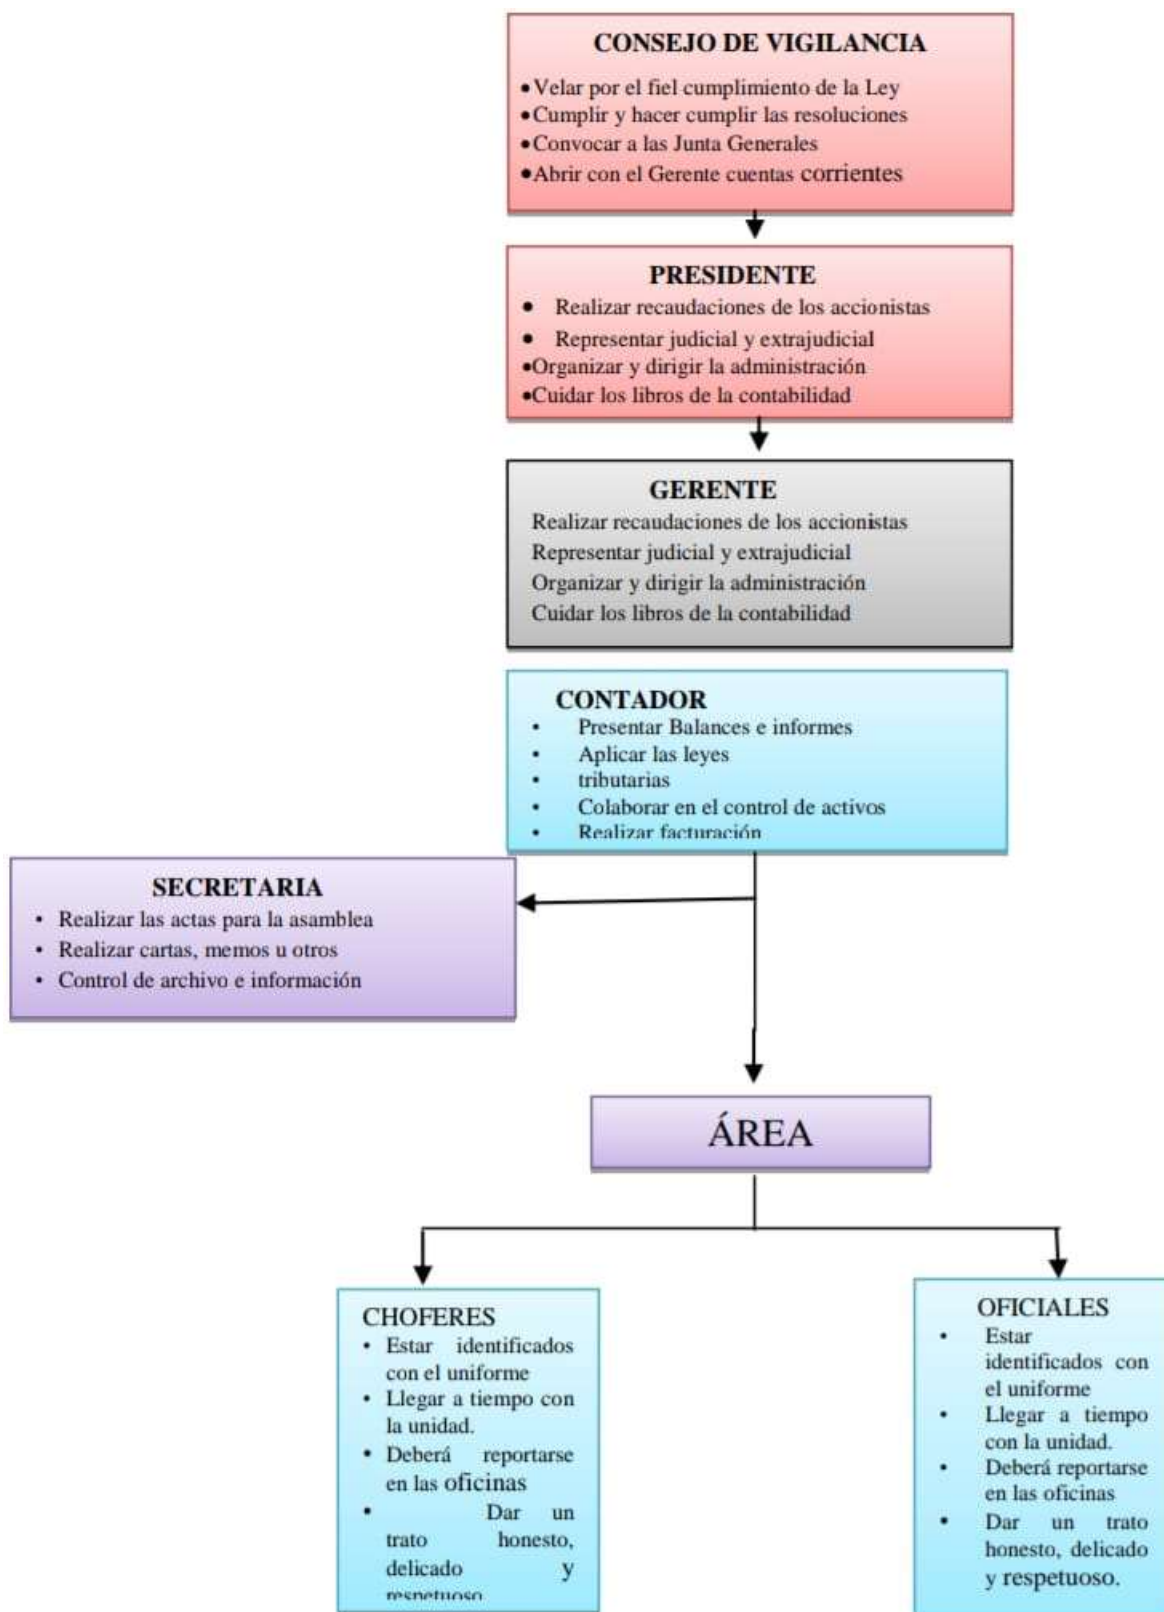 CONSEJO DE VIGILANCIA
•Velar por el fiel cumplimiento de la Ley
•Cumplir y hacer cumplir las resoluciones
•Convocar a las Junta Generales
•Abrir con el Gerente cuentas corrientes
PRESIDENTE
• Realizar recaudaciones de los accionistas
• Representar judicial y extrajudicial
•Organizar y dirigir la administración
•Cuidar los libros de la contabilidad
GERENTE
Realizar recaudaciones de los accionistas
Representar judicial y extrajudicial
Organizar y dirigir la administración
Cuidar los libros de la contabilidad
CONTADOR
• Presentar Balances e informes
• Aplicar las leyes
• tributarias
• Colaborar en el control de activos
• Realizar facturación
SECRETARIA
• Realizar las actas para la asamblea
• Realizar cartas, memos u otros
• Control de archivo e información
ÁREA
CHOFERES
• Estar identificados
con el uniforme
• Llegar a tiempo con
la unidad.
• Deberá reportarse
en las oficinas
• Dar un
trato honesto,
delicado y
respetuoso
OFICIALES
• Estar
identificados con
el uniforme
• Llegar a tiempo
con la unidad.
• Deberá reportarse
en las oficinas
• Dar un trato
honesto, delicado
y respetuoso.